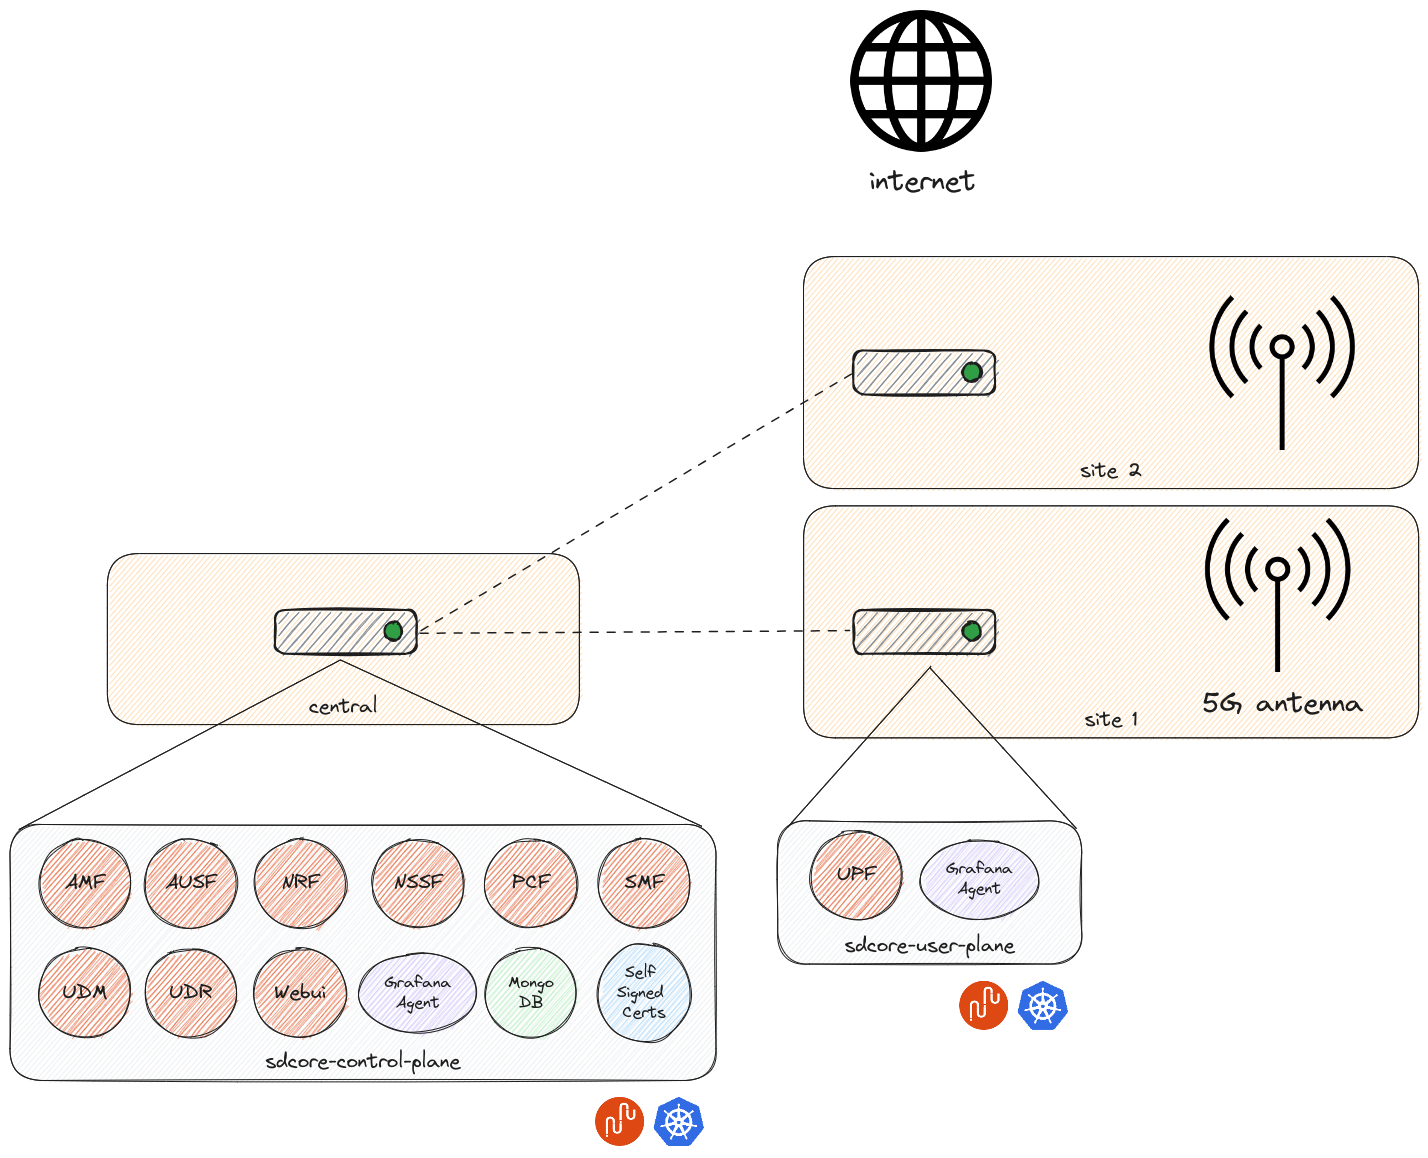 internet
site 2
central
site 1
5G antenna
AMF
AUSF
NRF
NSSF
PCF
SMF
UDM
UDR
Webui
Grafana
Agent
Mongo
DB
Self
Signed
Certs
sdcore-control-plane
UPF
Grafana
Agent
sdcore-user-plane